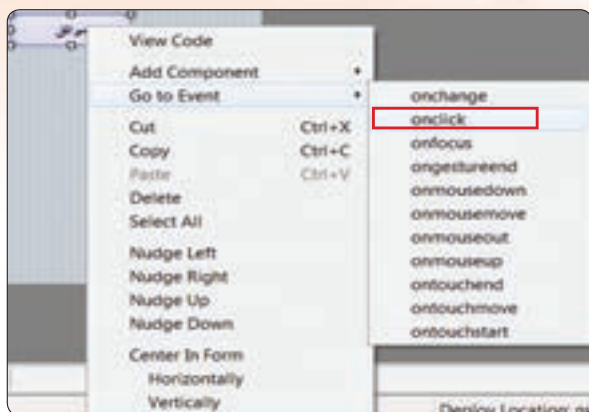 View Code
Add Component
Go to Event
Cut Ctrl+X
Copy Ctrl+C
Paste Ctrl+V
Delete
Select All
Nudge Left
Nudge Right
Nudge Up
Nudge Down
Center In Form
Horizontally
Vertically
onchange
onclick
onfocus
ongestureend
onmousedown
onmousemove
onmouseout
onmouseup
ontouchend
ontouchmove
ontouchstart
Deploy Location: